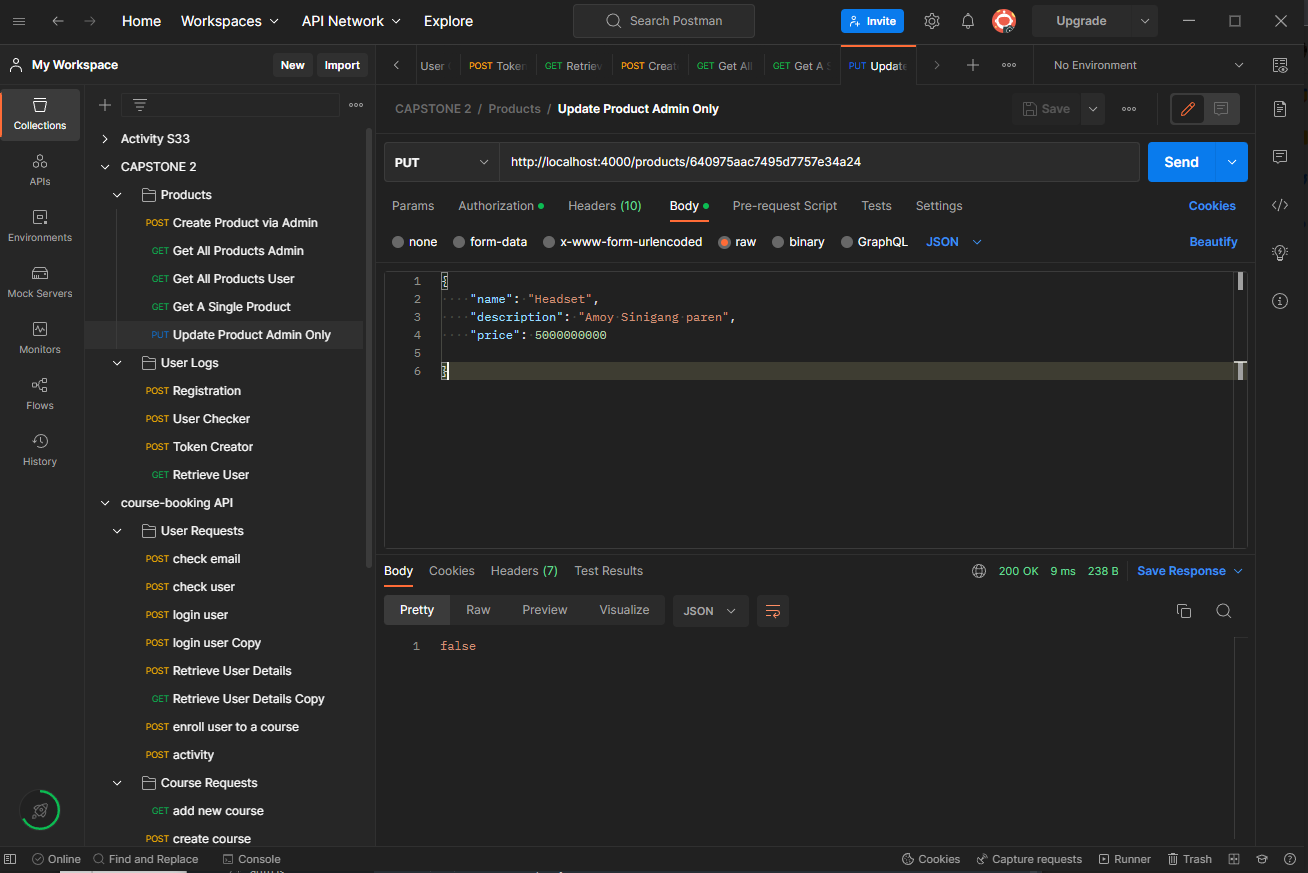 Home Workspaces API Network Explore Search Postman Invite Upgrade
My Workspace New Import
User POST Token GET Retriev POST Creat GET Get All GET Get A S PUT Update No Environment
Collections
APIs
Environments
Mock Servers
Monitors
Flows
History
Activity S33
CAPSTONE 2
Products
POST Create Product via Admin
GET Get All Products Admin
GET Get All Products User
GET Get A Single Product
PUT Update Product Admin Only
User Logs
POST Registration
POST User Checker
POST Token Creator
GET Retrieve User
course-booking API
User Requests
POST check email
POST check user
POST login user
POST login user Copy
POST Retrieve User Details
GET Retrieve User Details Copy
POST enroll user to a course
POST activity
Course Requests
GET add new course
POST create course
CAPSTONE 2 / Products / Update Product Admin Only Save
PUT http://localhost:4000/products/640975aac7495d7757e34a24 Send
Params Authorization Headers (10) Body Pre-request Script Tests Settings Cookies
none form-data x-www-form-urlencoded raw binary GraphQL JSON Beautify
1 {
2 "name": "Headset",
3 "description": "Amoy Sinigang paren",
4 "price": 5000000000
5
6 }
Body Cookies Headers (7) Test Results 200 OK 9 ms 238 B Save Response
Pretty Raw Preview Visualize JSON
1 false
Online Find and Replace Console Cookies Capture requests Runner Trash